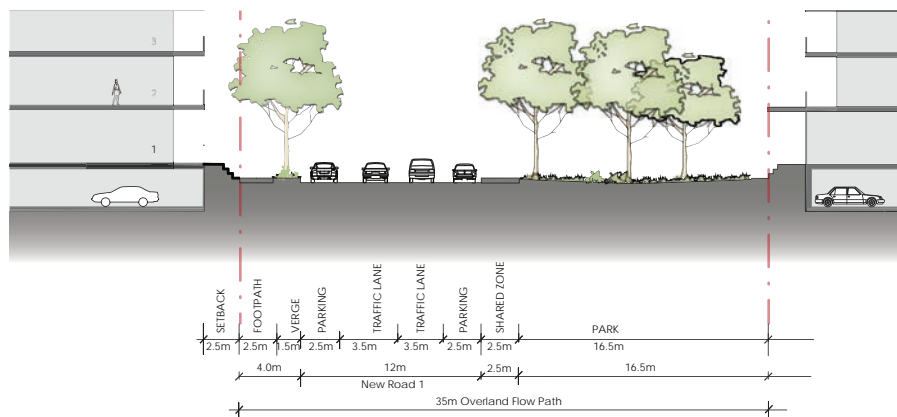 3
2
1
SETBACK
FOOTPATH
VERGE
PARKING
TRAFFIC LANE
TRAFFIC LANE
PARKING
SHARED ZONE
PARK
2.5m 2.5m 1.5m 2.5m 3.5m 3.5m 2.5m 2.5m 16.5m
4.0m 12m 2.5m 16.5m
New Road 1
35m Overland Flow Path